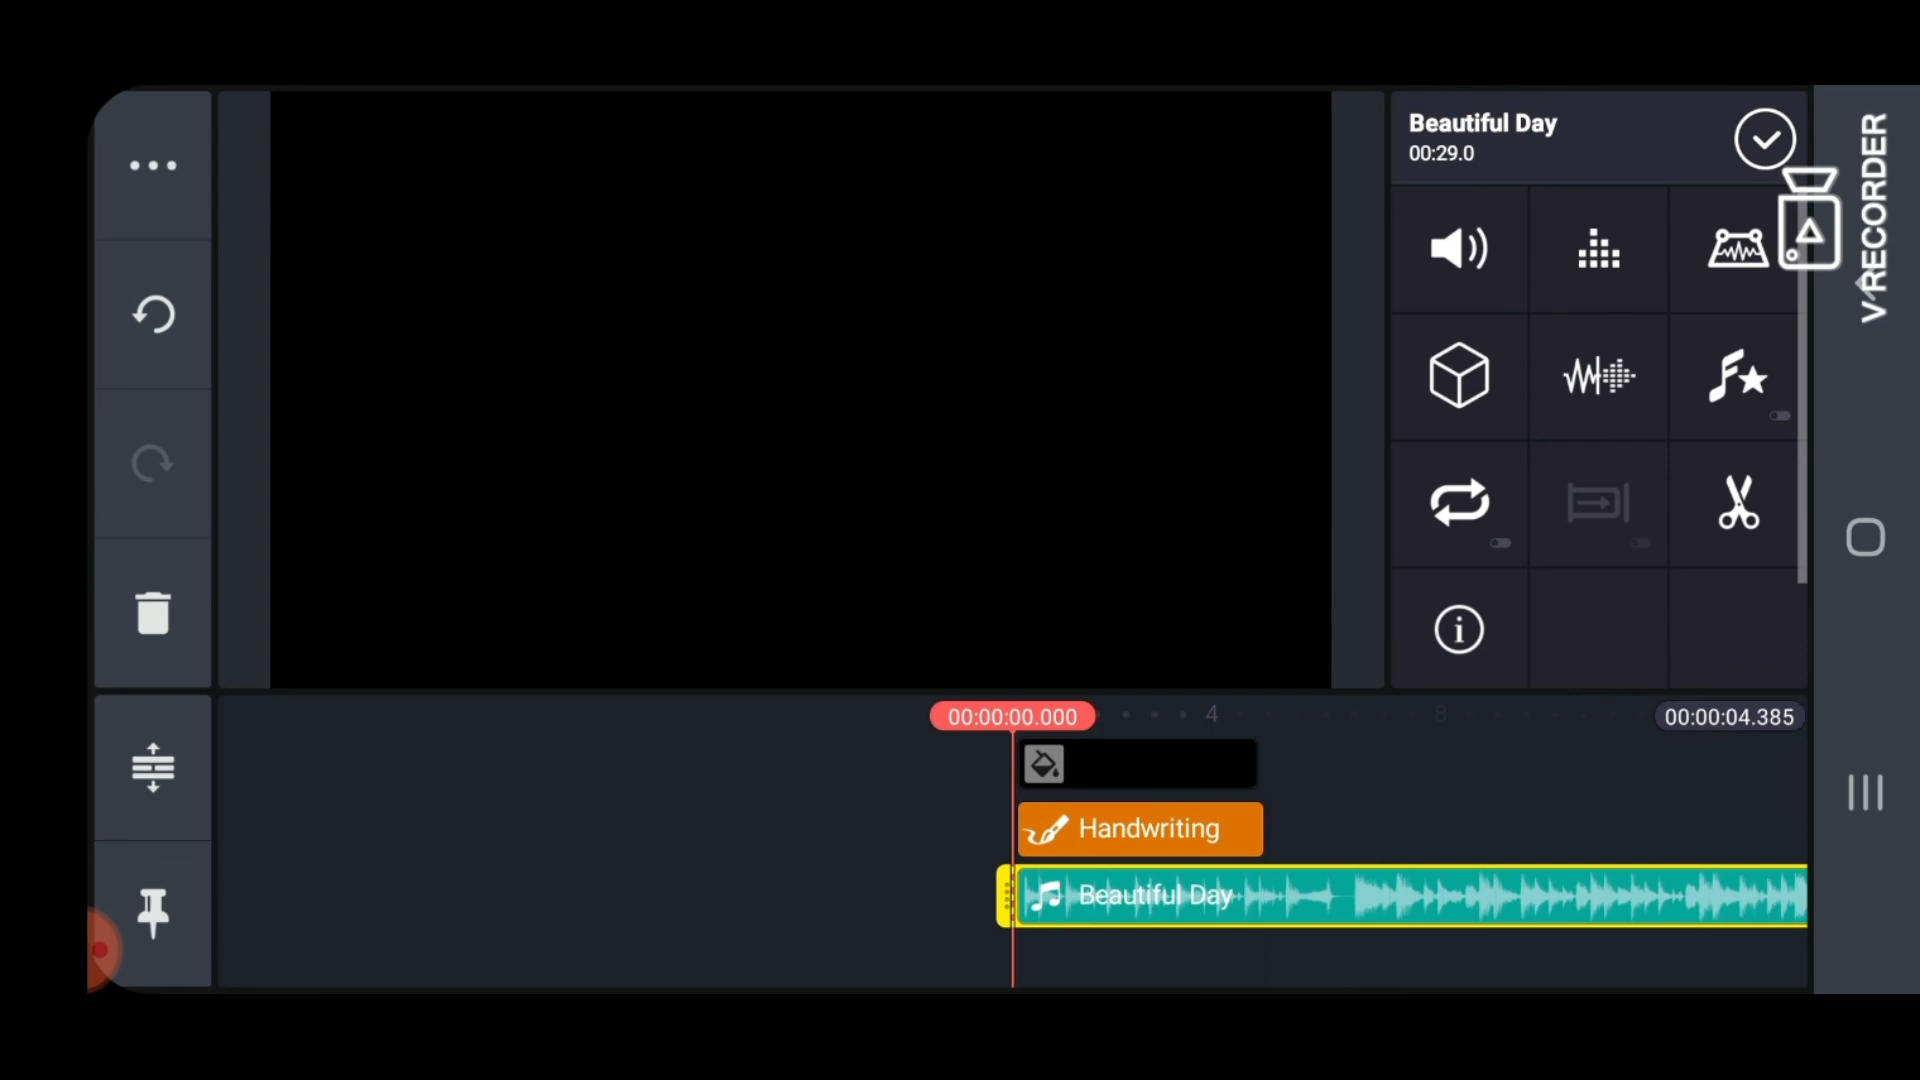 Beautiful Day
00:29.0
V RECORDER
00:00:00.000
4
8
00:00:04.385
Handwriting
Beautiful Day